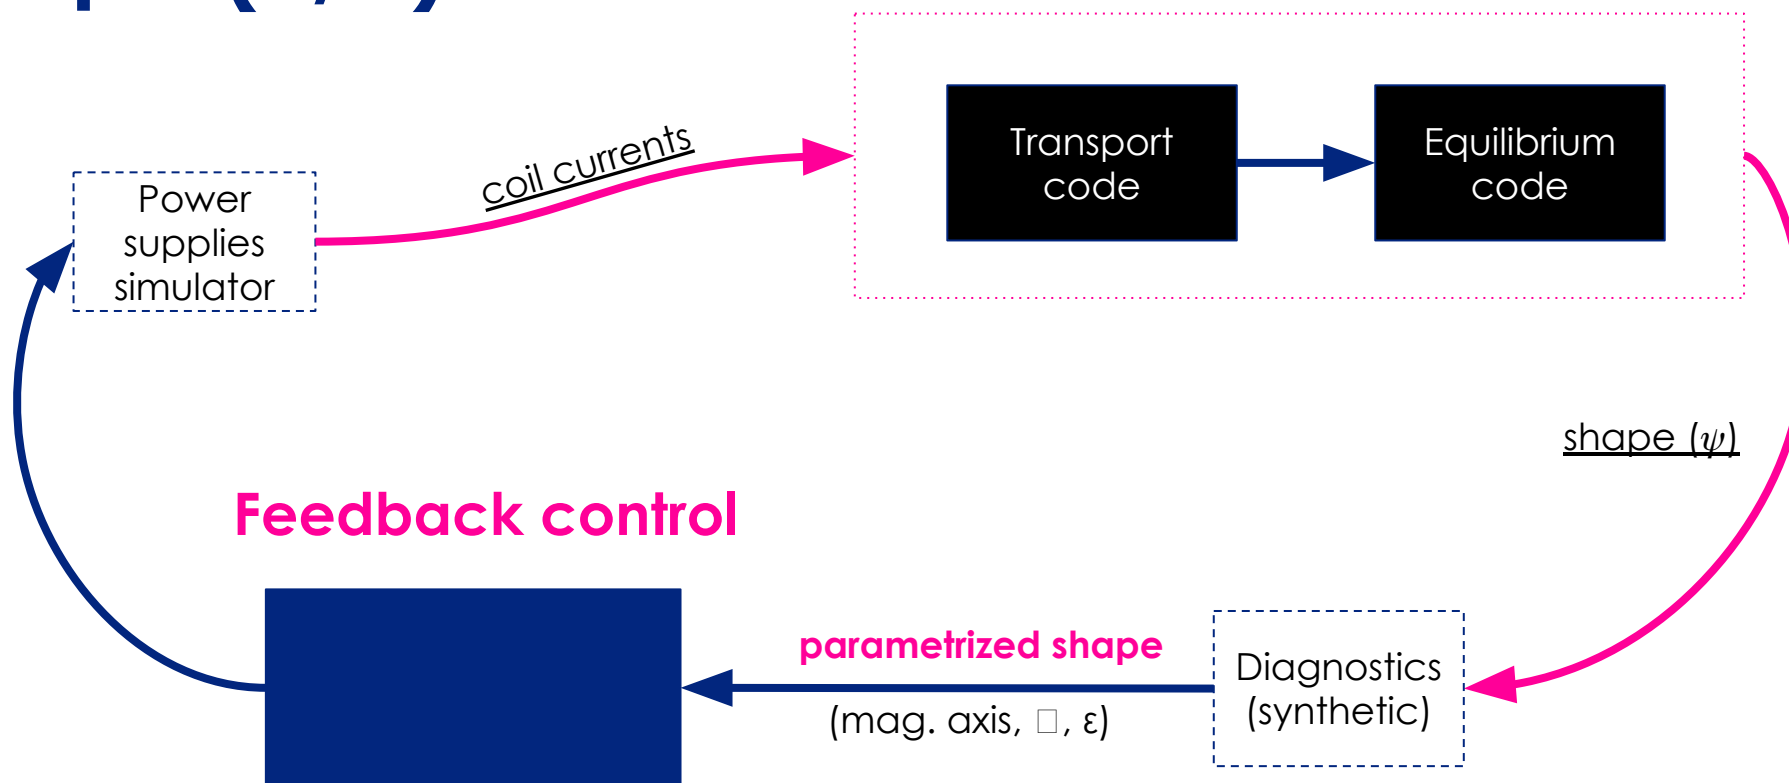 Transport
code
Equilibrium
code
coil currents
Power
supplies
simulator
shape (ψ)
Feedback control
parametrized shape
(mag. axis, □, ε)
Diagnostics
(synthetic)